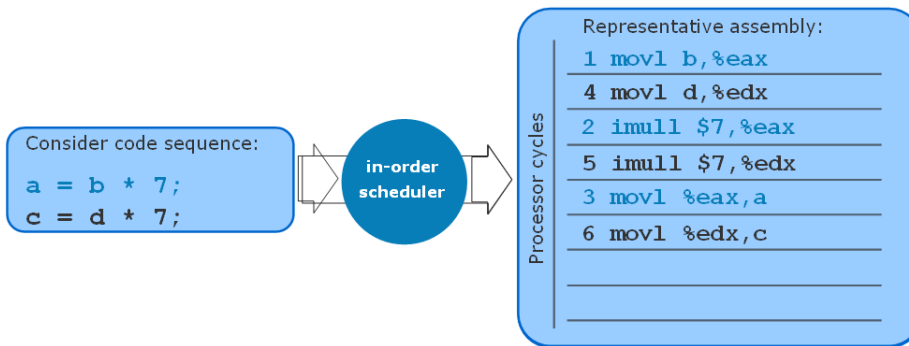 Consider code sequence:
a = b * 7;
c = d * 7;
in-order
scheduler
Representative assembly:
Processor cycles
1 movl b,%eax
4 movl d,%edx
2 imull $7,%eax
5 imull $7,%edx
3 movl %eax,a
6 movl %edx,c